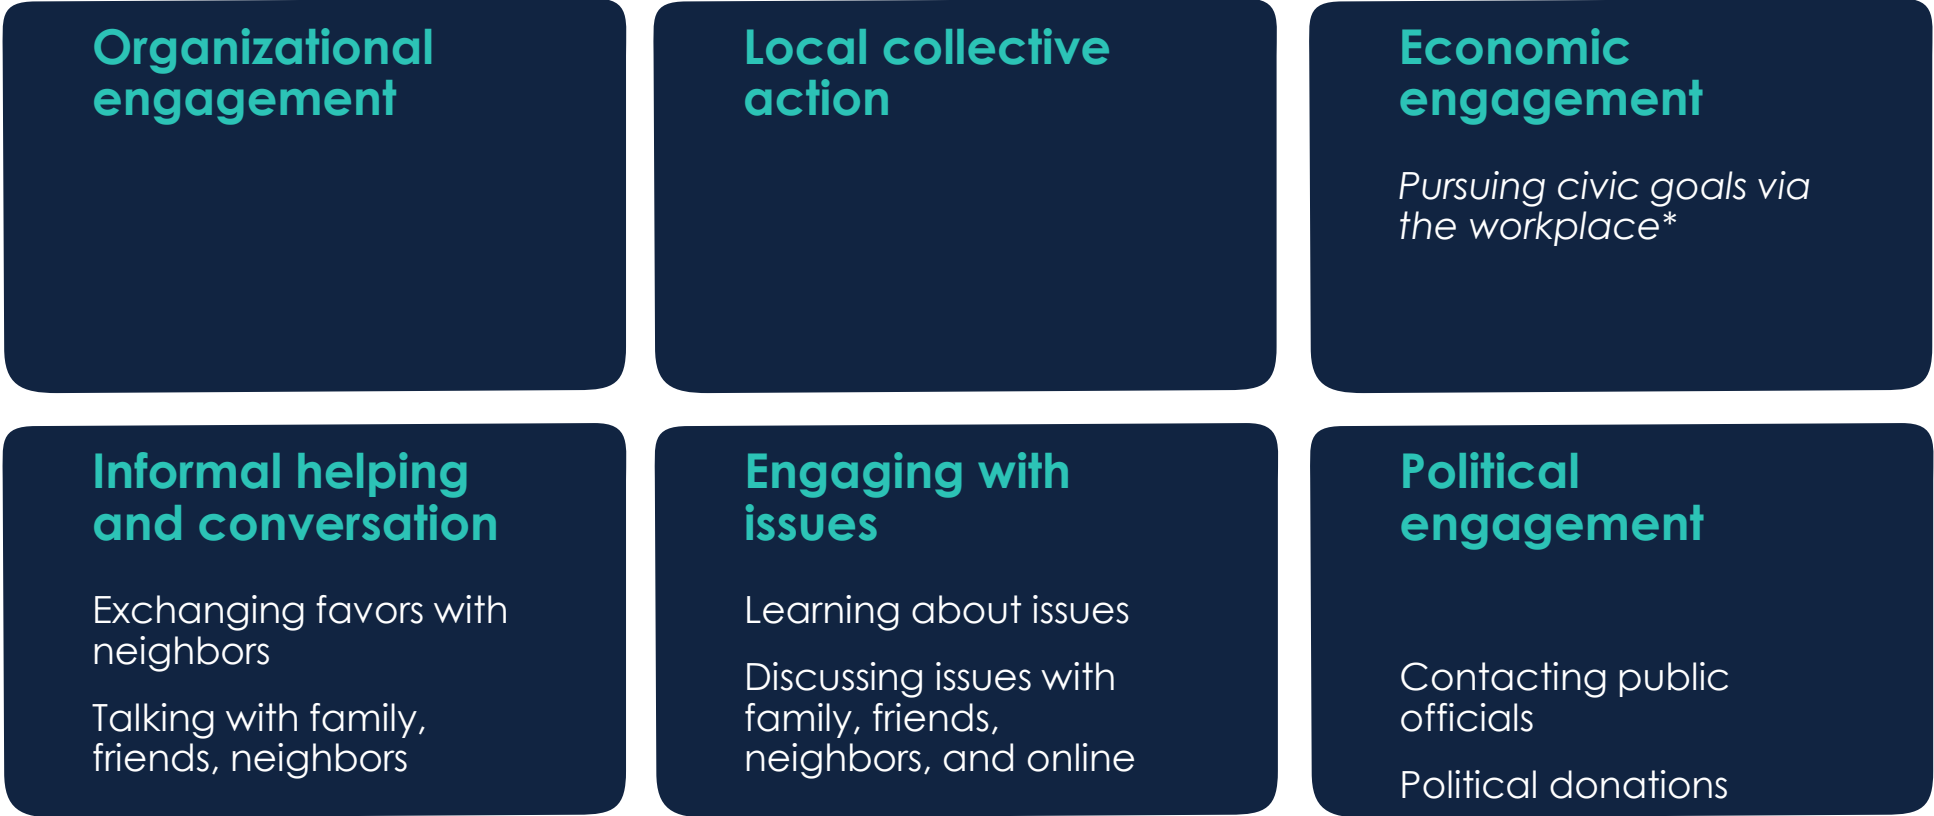 Organizational
engagement
Local collective
action
Economic
engagement
Pursuing civic goals via
the workplace*
Informal helping
and conversation
Exchanging favors with
neighbors
Talking with family,
friends, neighbors
Engaging with
issues
Learning about issues
Discussing issues with
family, friends,
neighbors, and online
Political
engagement
Contacting public
officials
Political donations